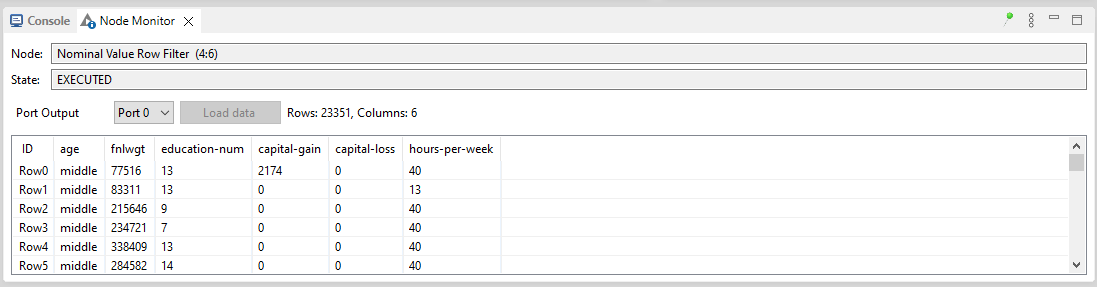 Console Node Monitor
Node: Nominal Value Row Filter (4:6)
State: EXECUTED
Port Output Port 0 Load data Rows: 23351, Columns: 6
ID age fnlwgt education-num capital-gain capital-loss hours-per-week
Row0 middle 77516 13 2174 0 40
Row1 middle 83311 13 0 0 13
Row2 middle 215646 9 0 0 40
Row3 middle 234721 7 0 0 40
Row4 middle 338409 13 0 0 40
Row5 middle 284582 14 0 0 40